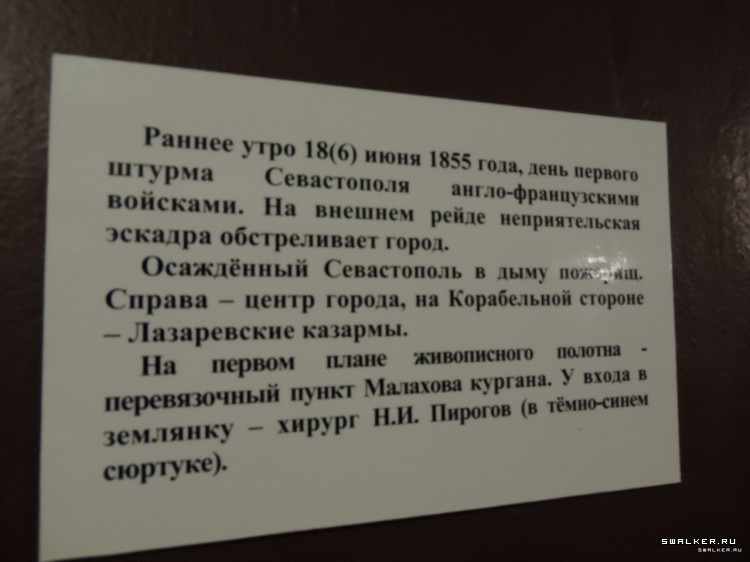 Раннее утро 18(6) июня 1855 года, день первого
штурма Севастополя англо-французскими
войсками. На внешнем рейде неприятельская
эскадра обстреливает город.
Осаждённый Севастополь в дыму пожарищ.
Справа – центр города, на Корабельной стороне
– Лазаревские казармы.
На первом плане живописного полотна -
перевязочный пункт Малахова кургана. У входа в
землянку – хирург Н.И. Пирогов (в тёмно-синем
сюртуке).
SWALKER.RU
SWALKER.RU